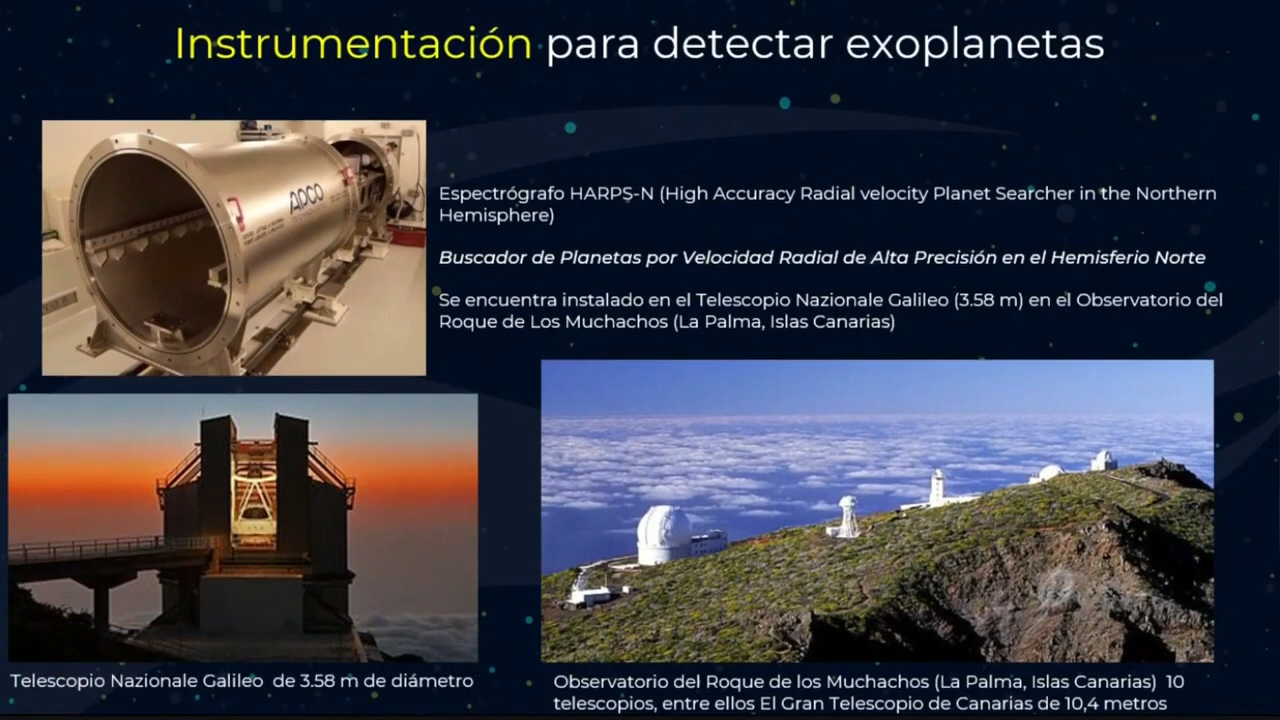 Instrumentación para detectar exoplanetas
APCO
Espectrógrafo HARPS-N (High Accuracy Radial velocity Planet Searcher in the Northern
Hemisphere)
Buscador de Planetas por Velocidad Radial de Alta Precisión en el Hemisferio Norte
Se encuentra instalado en el Telescopio Nazionale Galileo (3.58 m) en el Observatorio del
Roque de Los Muchachos (La Palma, Islas Canarias)
Telescopio Nazionale Galileo de 3.58 m de diámetro
Observatorio del Roque de los Muchachos (La Palma, Islas Canarias) 10
telescopios, entre ellos El Gran Telescopio de Canarias de 10,4 metros